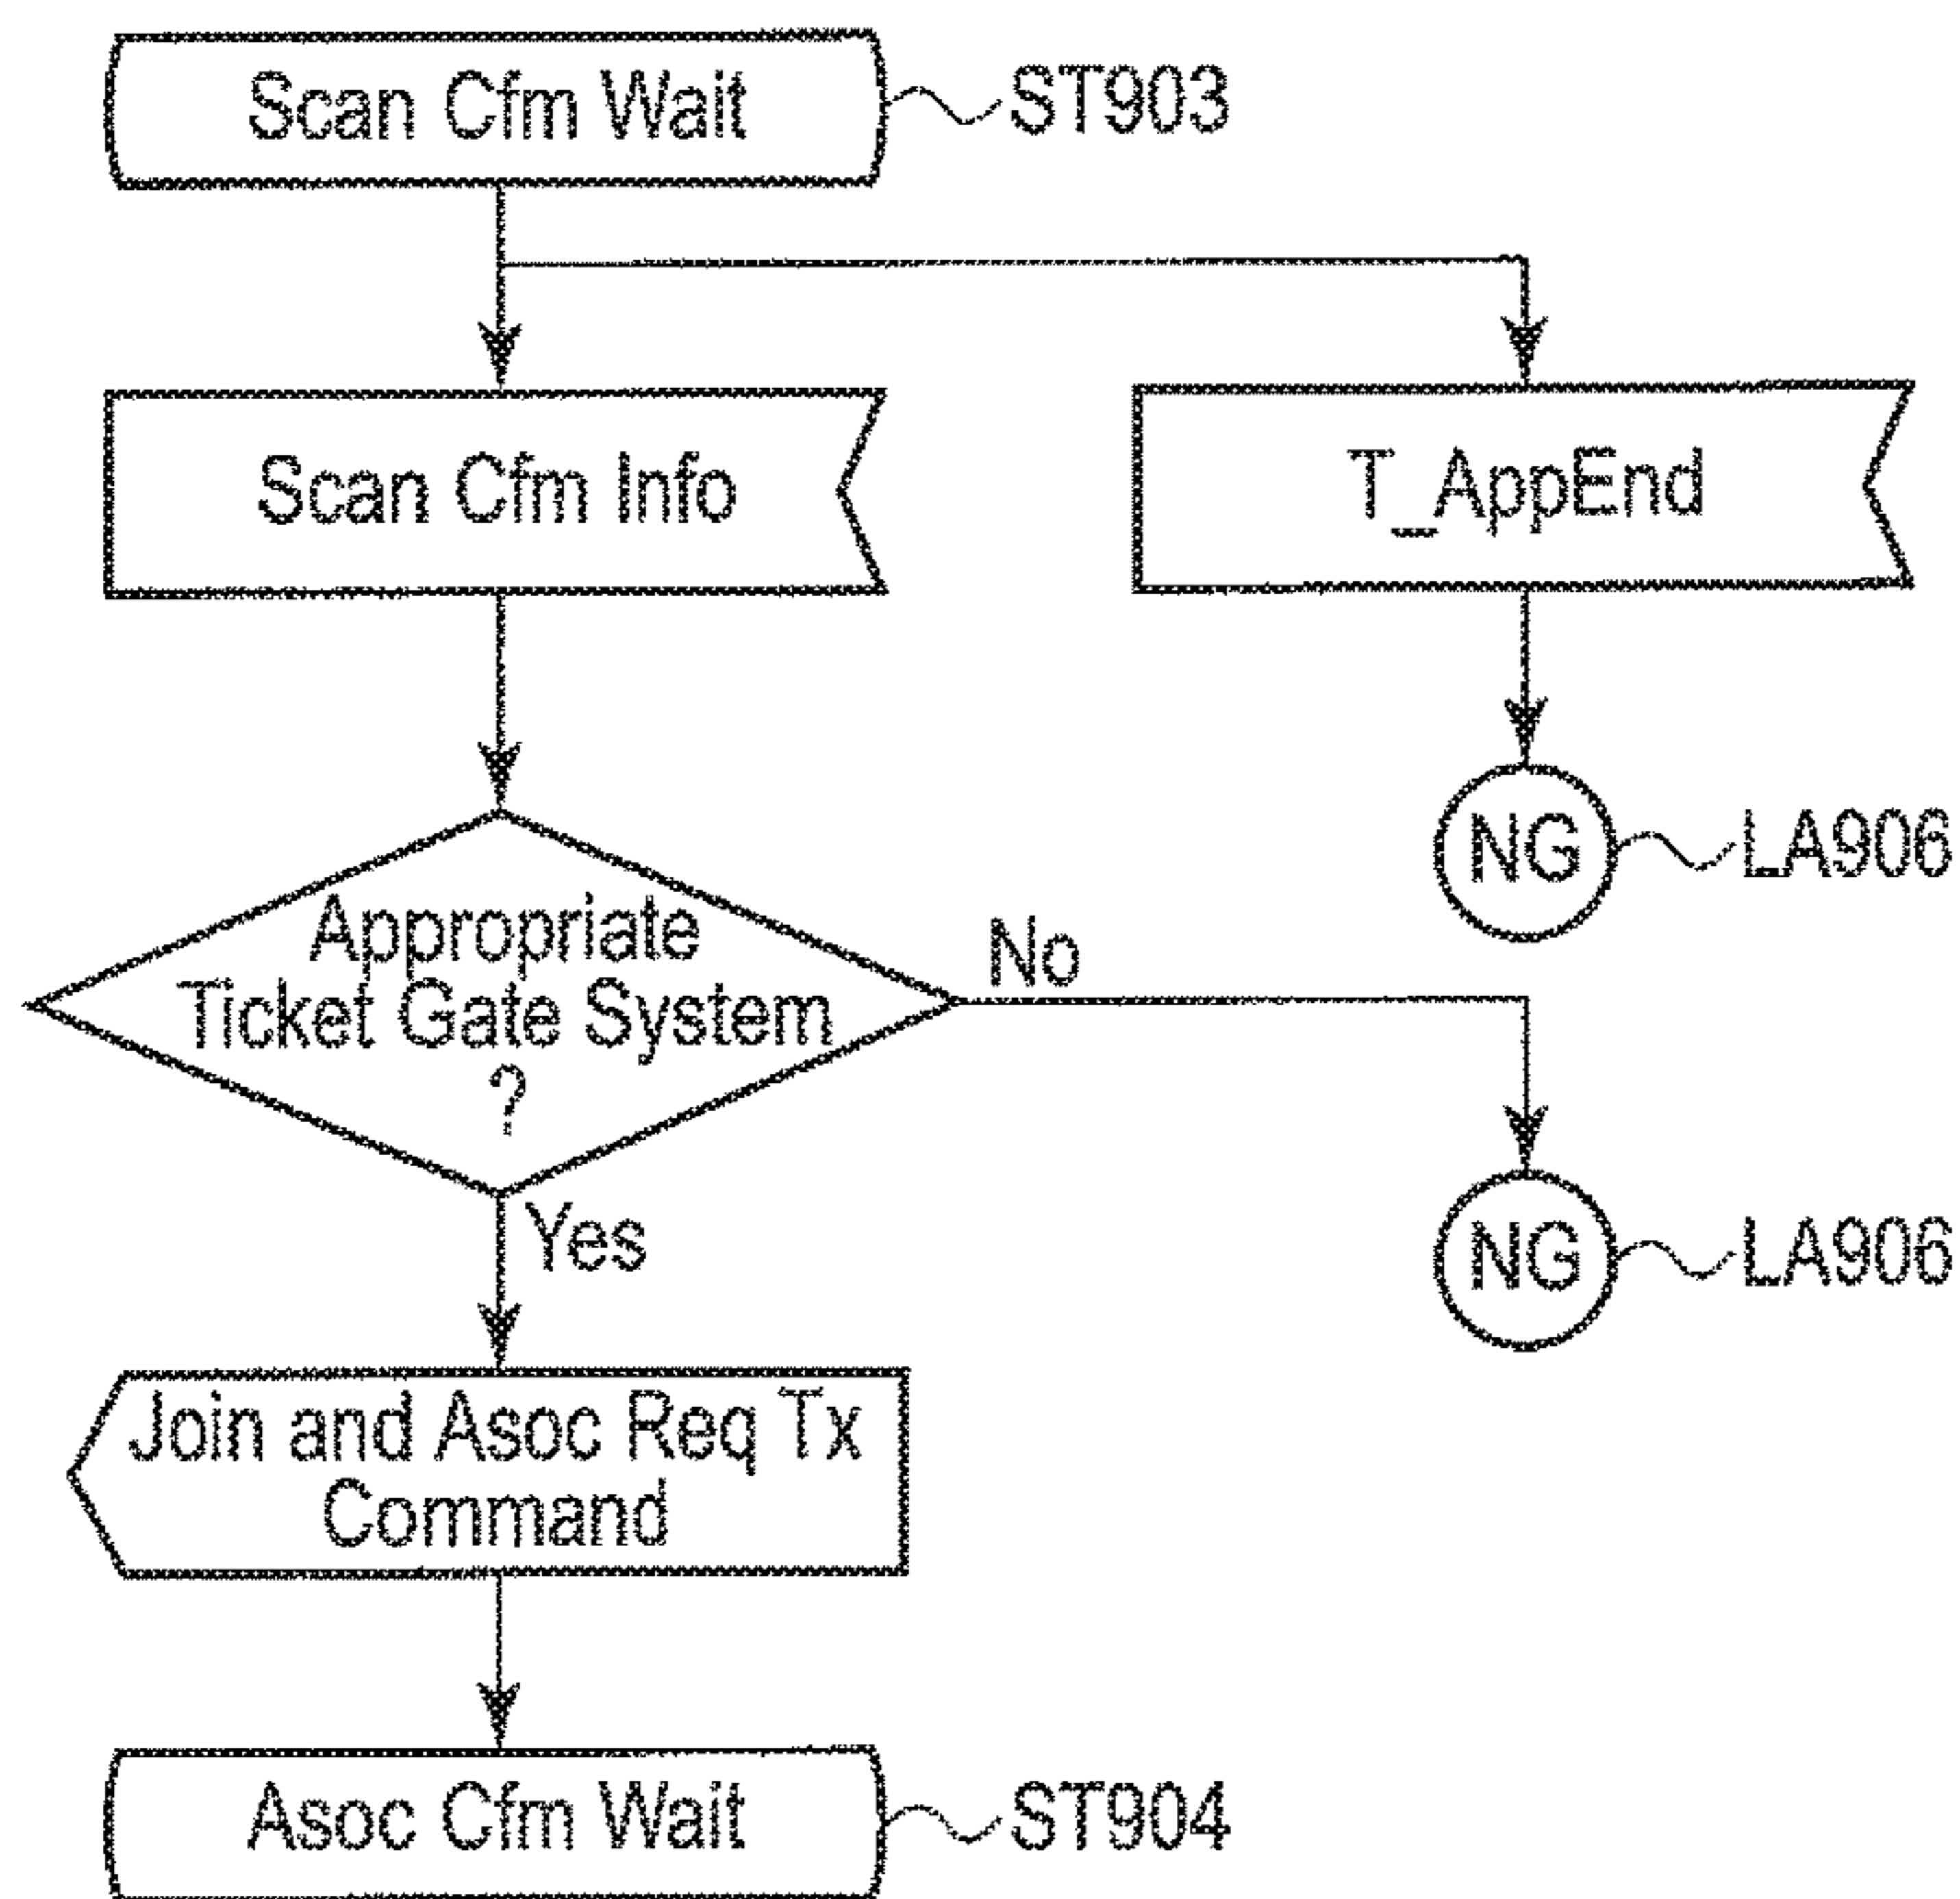 Scan Cfm Wait
ST903
Scan Cfm Info
T_AppEnd
NG
LA906
Appropriate
Ticket Gate System
?
No
Yes
NG
LA906
Join and Asoc Req Tx
Command
Asoc Cfm Wait
ST904